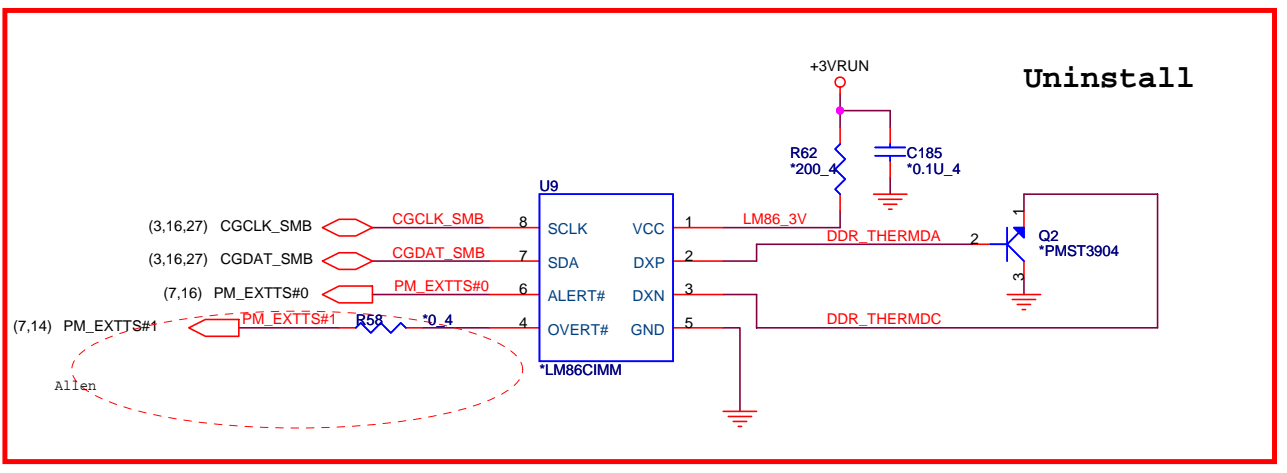 +3VRUN
Uninstall
R62
*200_4
C185
*0.1U_4
U9
(3,16,27) CGCLK_SMB
CGCLK_SMB
8
SCLK
VCC
1
LM86_3V
(3,16,27) CGDAT_SMB
CGDAT_SMB
7
SDA
DXP
2
DDR_THERMDA
2
1
Q2
*PMST3904
3
(7,16) PM_EXTTS#0
PM_EXTTS#0
6
ALERT#
DXN
3
(7,14) PM_EXTTS#1
PM_EXTTS#1
R58
*0_4
4
OVERT#
GND
5
DDR_THERMDC
*LM86CIMM
Allen